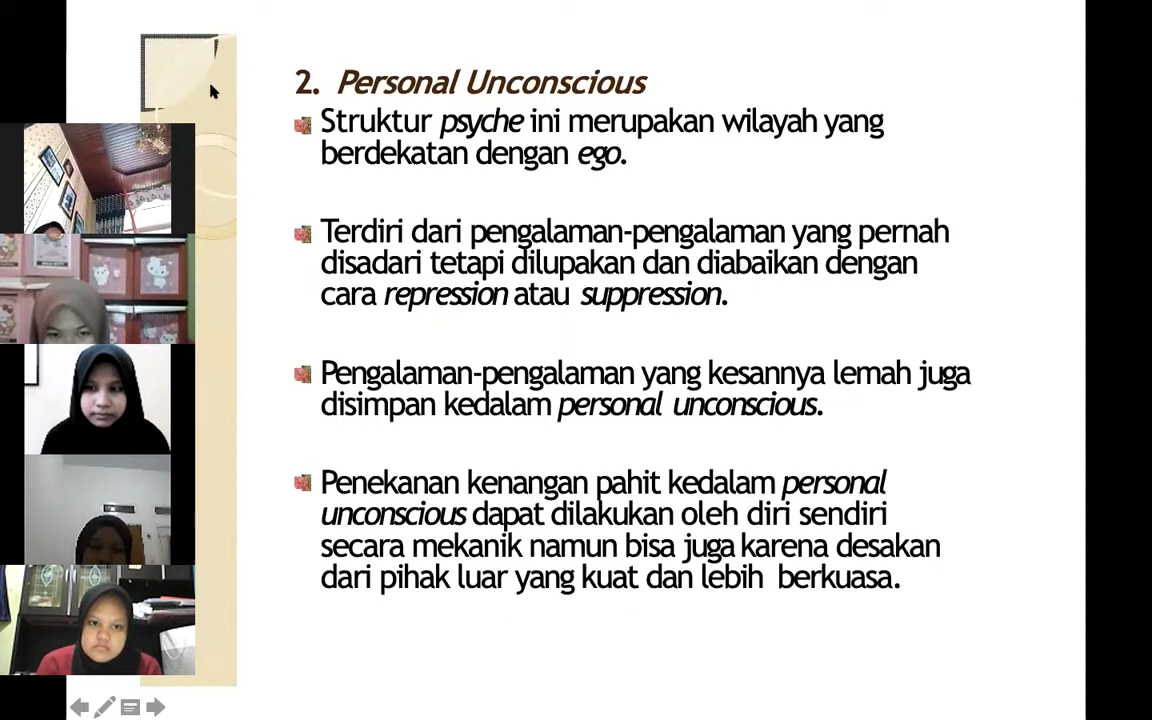 2. Personal Unconscious
Struktur psyche ini merupakan wilayah yang
berdekatan dengan ego.
Terdiri dari pengalaman-pengalaman yang pernah
disadari tetapi dilupakan dan diabaikan dengan
cara repression atau suppression.
Pengalaman-pengalaman yang kesannya lemah juga
disimpan kedalam personal unconscious.
Penekanan kenangan pahit kedalam personal
unconscious dapat dilakukan oleh diri sendiri
secara mekanik namun bisa juga karena desakan
dari pihak luar yang kuat dan lebih berkuasa.